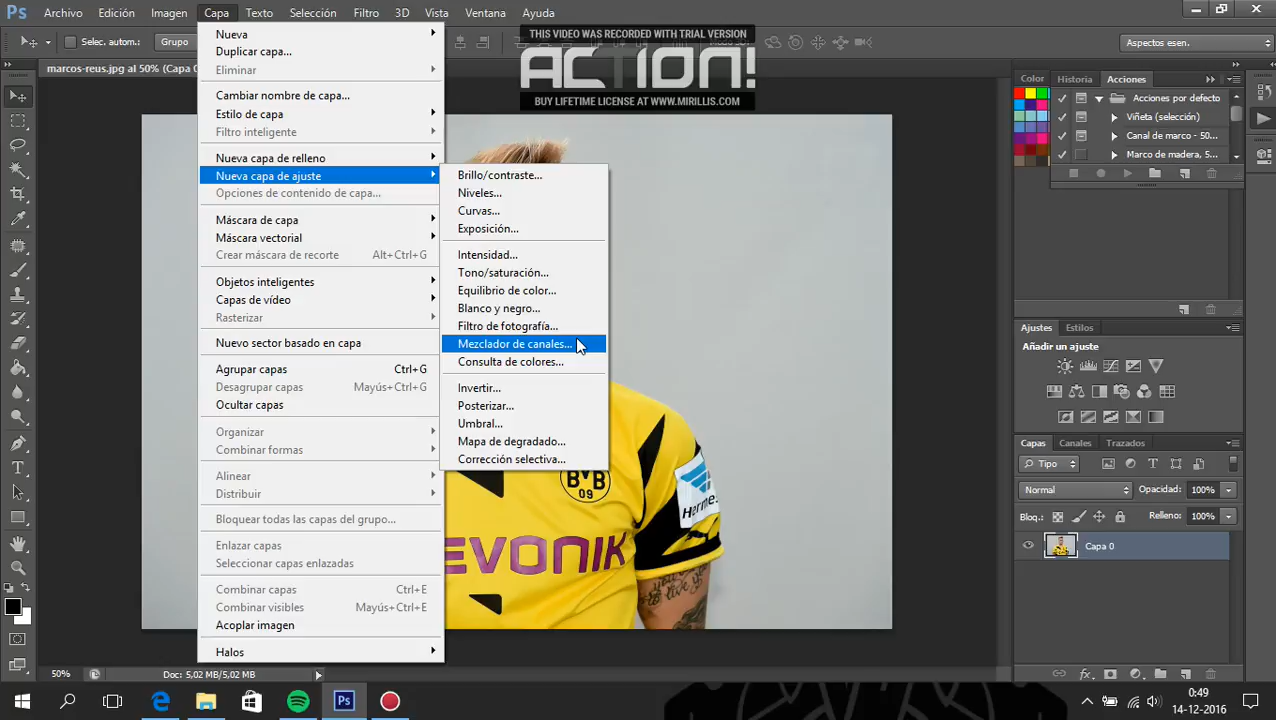 Ps Archivo Edición Imagen Capa Texto Selección Filtro 3D Vista Ventana Ayuda
Selec. autom.: Grupo
THIS VIDEO WAS RECORDED WITH TRIAL VERSION
ACTION!
BUY LIFETIME LICENSE AT WWW.MIRILLIS.COM
Aspectos esen.
marcos-reus.jpg al 50% (Capa 0
Nueva
Duplicar capa...
Eliminar
Cambiar nombre de capa...
Estilo de capa
Filtro inteligente
Nueva capa de relleno
Nueva capa de ajuste
Opciones de contenido de capa...
Máscara de capa
Máscara vectorial
Crear máscara de recorte Alt+Ctrl+G
Objetos inteligentes
Capas de vídeo
Rasterizar
Nuevo sector basado en capa
Agrupar capas Ctrl+G
Desagrupar capas Mayús+Ctrl+G
Ocultar capas
Organizar
Combinar formas
Alinear
Distribuir
Bloquear todas las capas del grupo...
Enlazar capas
Seleccionar capas enlazadas
Combinar capas Ctrl+E
Combinar visibles Mayús+Ctrl+E
Acoplar imagen
Halos
Brillo/contraste...
Niveles...
Curvas...
Exposición...
Intensidad...
Tono/saturación...
Equilibrio de color...
Blanco y negro...
Filtro de fotografía...
Mezclador de canales...
Consulta de colores...
Invertir...
Posterizar...
Umbral...
Mapa de degradado...
Corrección selectiva...
BVB
09
Hermes
EVONIK
Color Historia Acciones
Acciones por defecto
Viñeta (selección)
Canal de marco - 50...
Marco de madera, 5...
Ajustes Estilos
Añadir un ajuste
Capas Canales Trazados
Tipo
Normal Opacidad: 100%
Bloq.: Relleno: 100%
Capa 0
fx
50% Doc: 5,02 MB/5,02 MB
Ps
0:49
14-12-2016